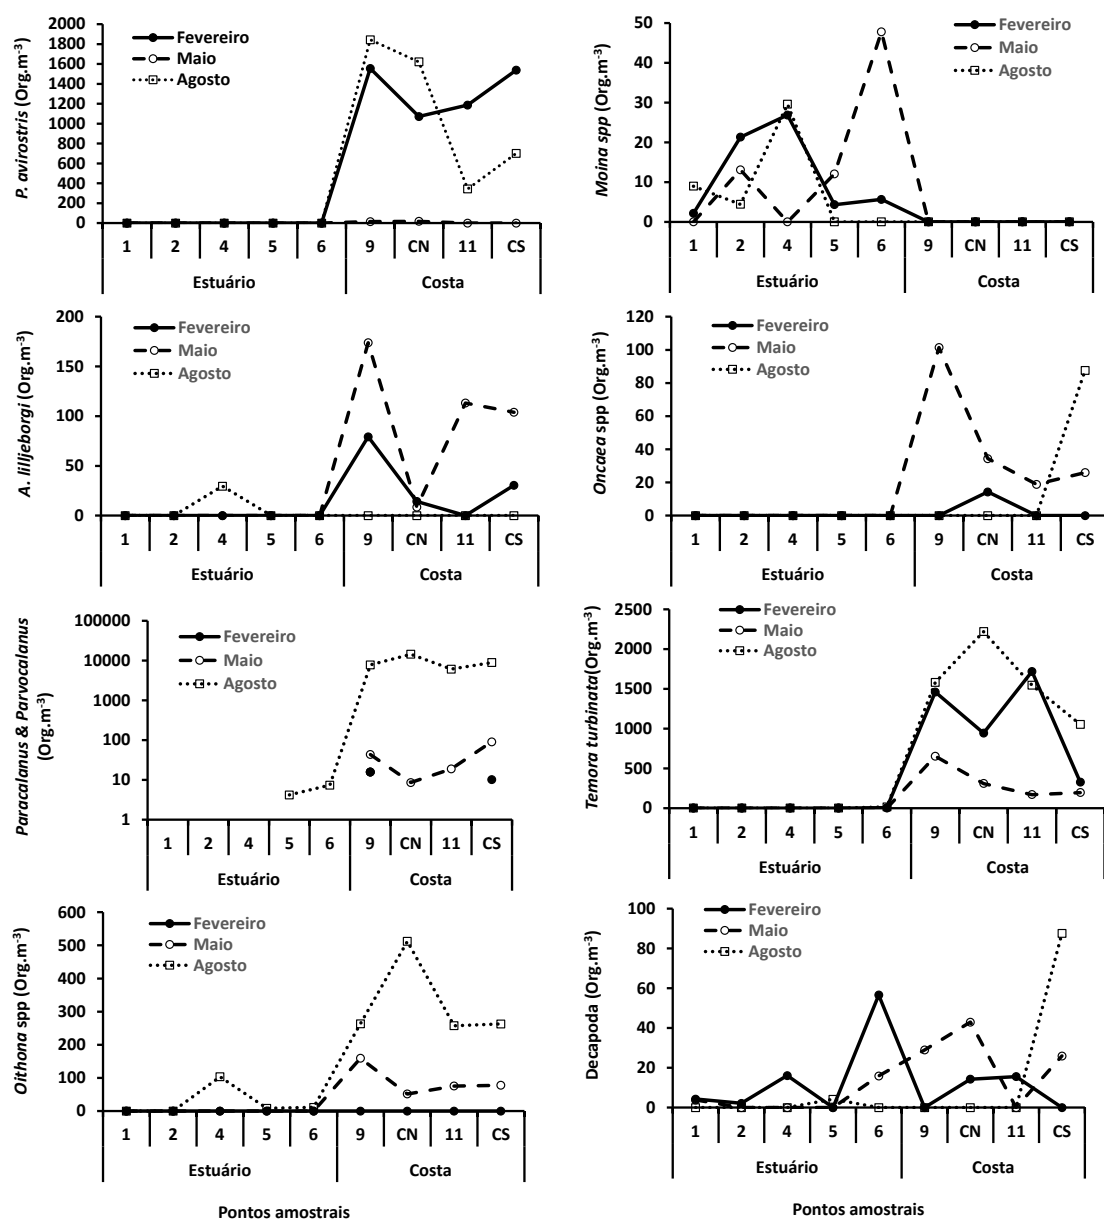 P. avirostris (Org.m⁻³)
2000
1800
1600
1400
1200
1000
800
600
400
200
0
Fevereiro
Maio
Agosto
1 2 4 5 6 9 CN 11 CS
Estuário Costa
Moina spp (Org.m⁻³)
50
40
30
20
10
0
Fevereiro
Maio
Agosto
1 2 4 5 6 9 CN 11 CS
Estuário Costa
A. lilljeborgi (Org.m⁻³)
200
150
100
50
0
Fevereiro
Maio
Agosto
1 2 4 5 6 9 CN 11 CS
Estuário Costa
Oncaea spp (Org.m⁻³)
120
100
80
60
40
20
0
Fevereiro
Maio
Agosto
1 2 4 5 6 9 CN 11 CS
Estuário Costa
Paracalanus & Parvocalanus
(Org.m⁻³)
100000
10000
1000
100
10
1
Fevereiro
Maio
Agosto
1 2 4 5 6 9 CN 11 CS
Estuário Costa
Temora turbinata(Org.m⁻³)
2500
2000
1500
1000
500
0
Fevereiro
Maio
Agosto
1 2 4 5 6 9 CN 11 CS
Estuário Costa
Oithona spp (Org.m⁻³)
600
500
400
300
200
100
0
Fevereiro
Maio
Agosto
1 2 4 5 6 9 CN 11 CS
Estuário Costa
Pontos amostrais
Decapoda (Org.m⁻³)
100
80
60
40
20
0
Fevereiro
Maio
Agosto
1 2 4 5 6 9 CN 11 CS
Estuário Costa
Pontos amostrais